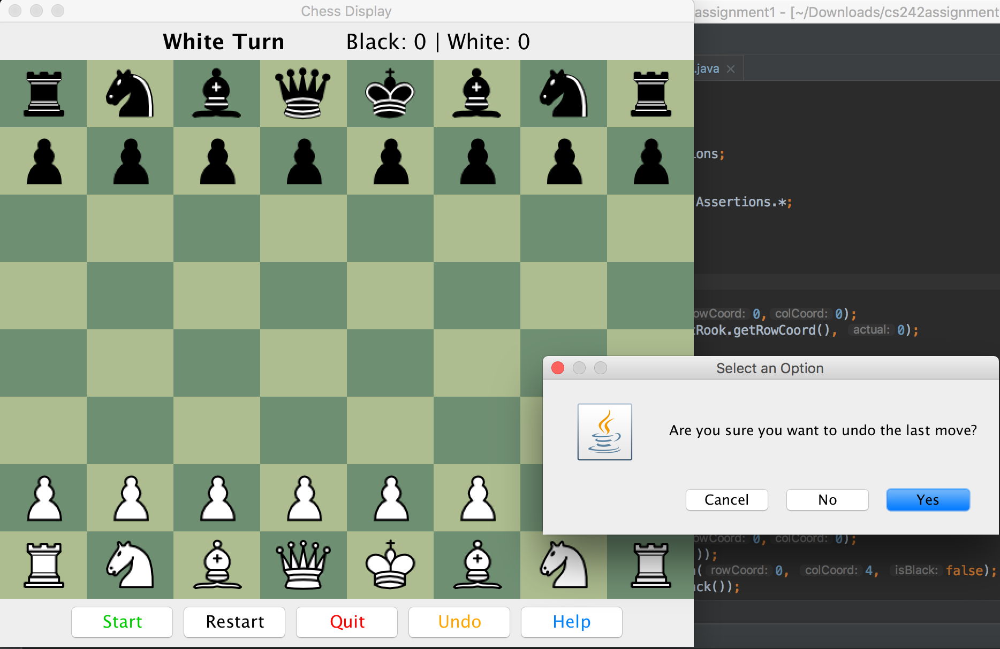 Chess Display
assignment1 - [~/Downloads/cs242assignment
White Turn Black: 0 | White: 0
.java
ions;
Assertions.*;
owCoord: 0, colCoord: 0);
tRook.getRowCoord(), actual: 0);
Select an Option
Are you sure you want to undo the last move?
Cancel No Yes
owCoord: 0, colCoord: 0);
));
( rowCoord: 0, colCoord: 4, isBlack: false);
ck());
Start Restart Quit Undo Help